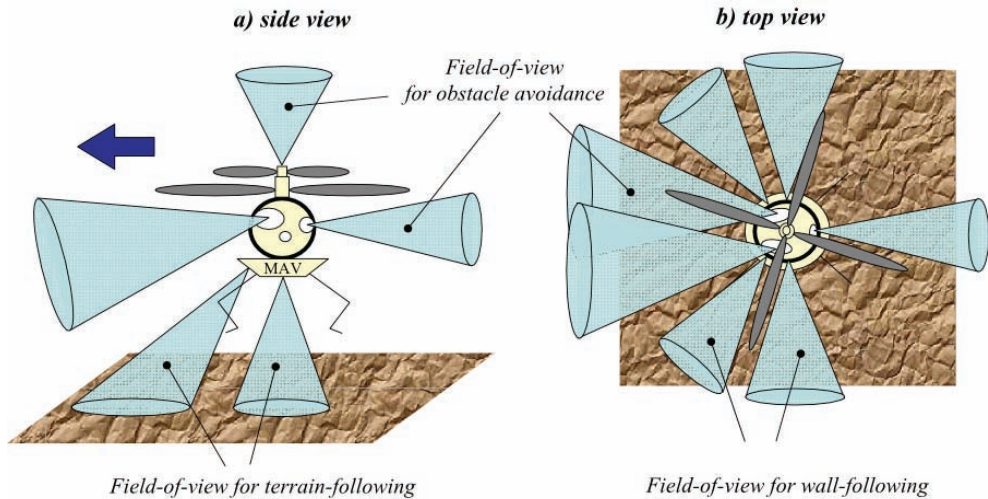 a) side view
b) top view
Field-of-view
for obstacle avoidance
MAV
Field-of-view for terrain-following
Field-of-view for wall-following